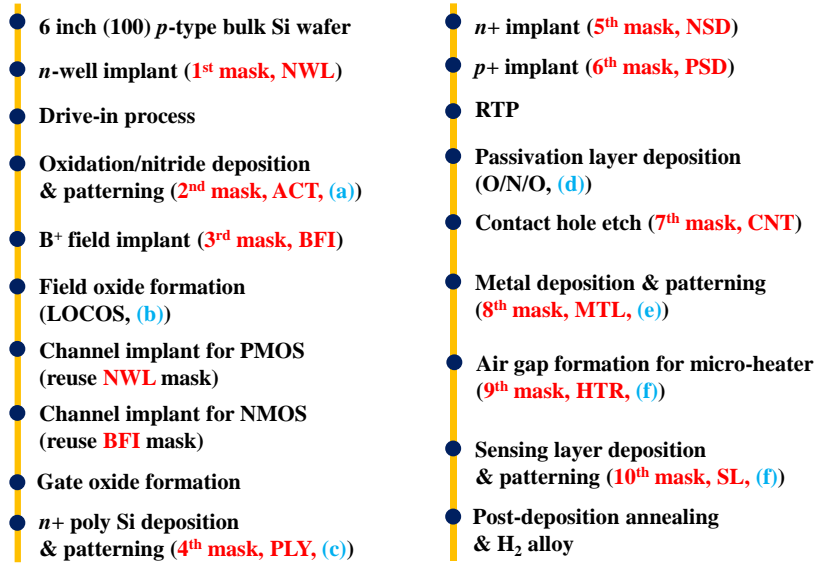 6 inch (100) p-type bulk Si wafer
n-well implant (1st mask, NWL)
Drive-in process
Oxidation/nitride deposition
& patterning (2nd mask, ACT, (a))
B+ field implant (3rd mask, BFI)
Field oxide formation
(LOCOS, (b))
Channel implant for PMOS
(reuse NWL mask)
Channel implant for NMOS
(reuse BFI mask)
Gate oxide formation
n+ poly Si deposition
& patterning (4th mask, PLY, (c))
n+ implant (5th mask, NSD)
p+ implant (6th mask, PSD)
RTP
Passivation layer deposition
(O/N/O, (d))
Contact hole etch (7th mask, CNT)
Metal deposition & patterning
(8th mask, MTL, (e))
Air gap formation for micro-heater
(9th mask, HTR, (f))
Sensing layer deposition
& patterning (10th mask, SL, (f))
Post-deposition annealing
& H2 alloy